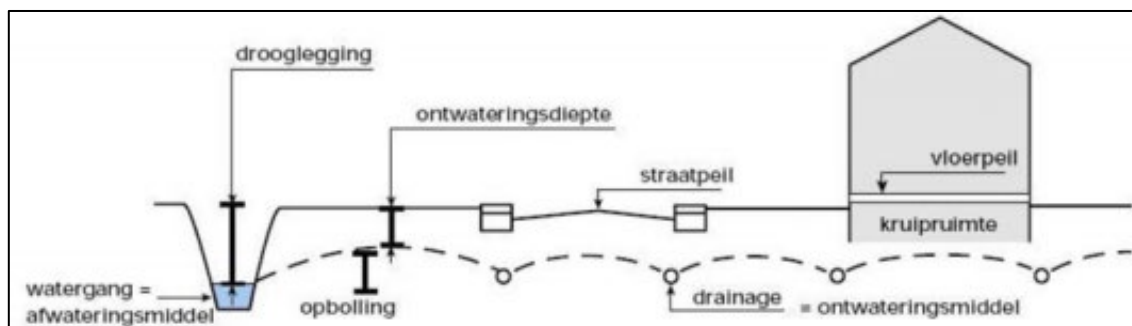 drooglegging
ontwateringsdiepte
straatpeil
vloerpeil
kruipruimte
watergang =
afwateringsmiddel
opbolling
drainage = ontwateringsmiddel